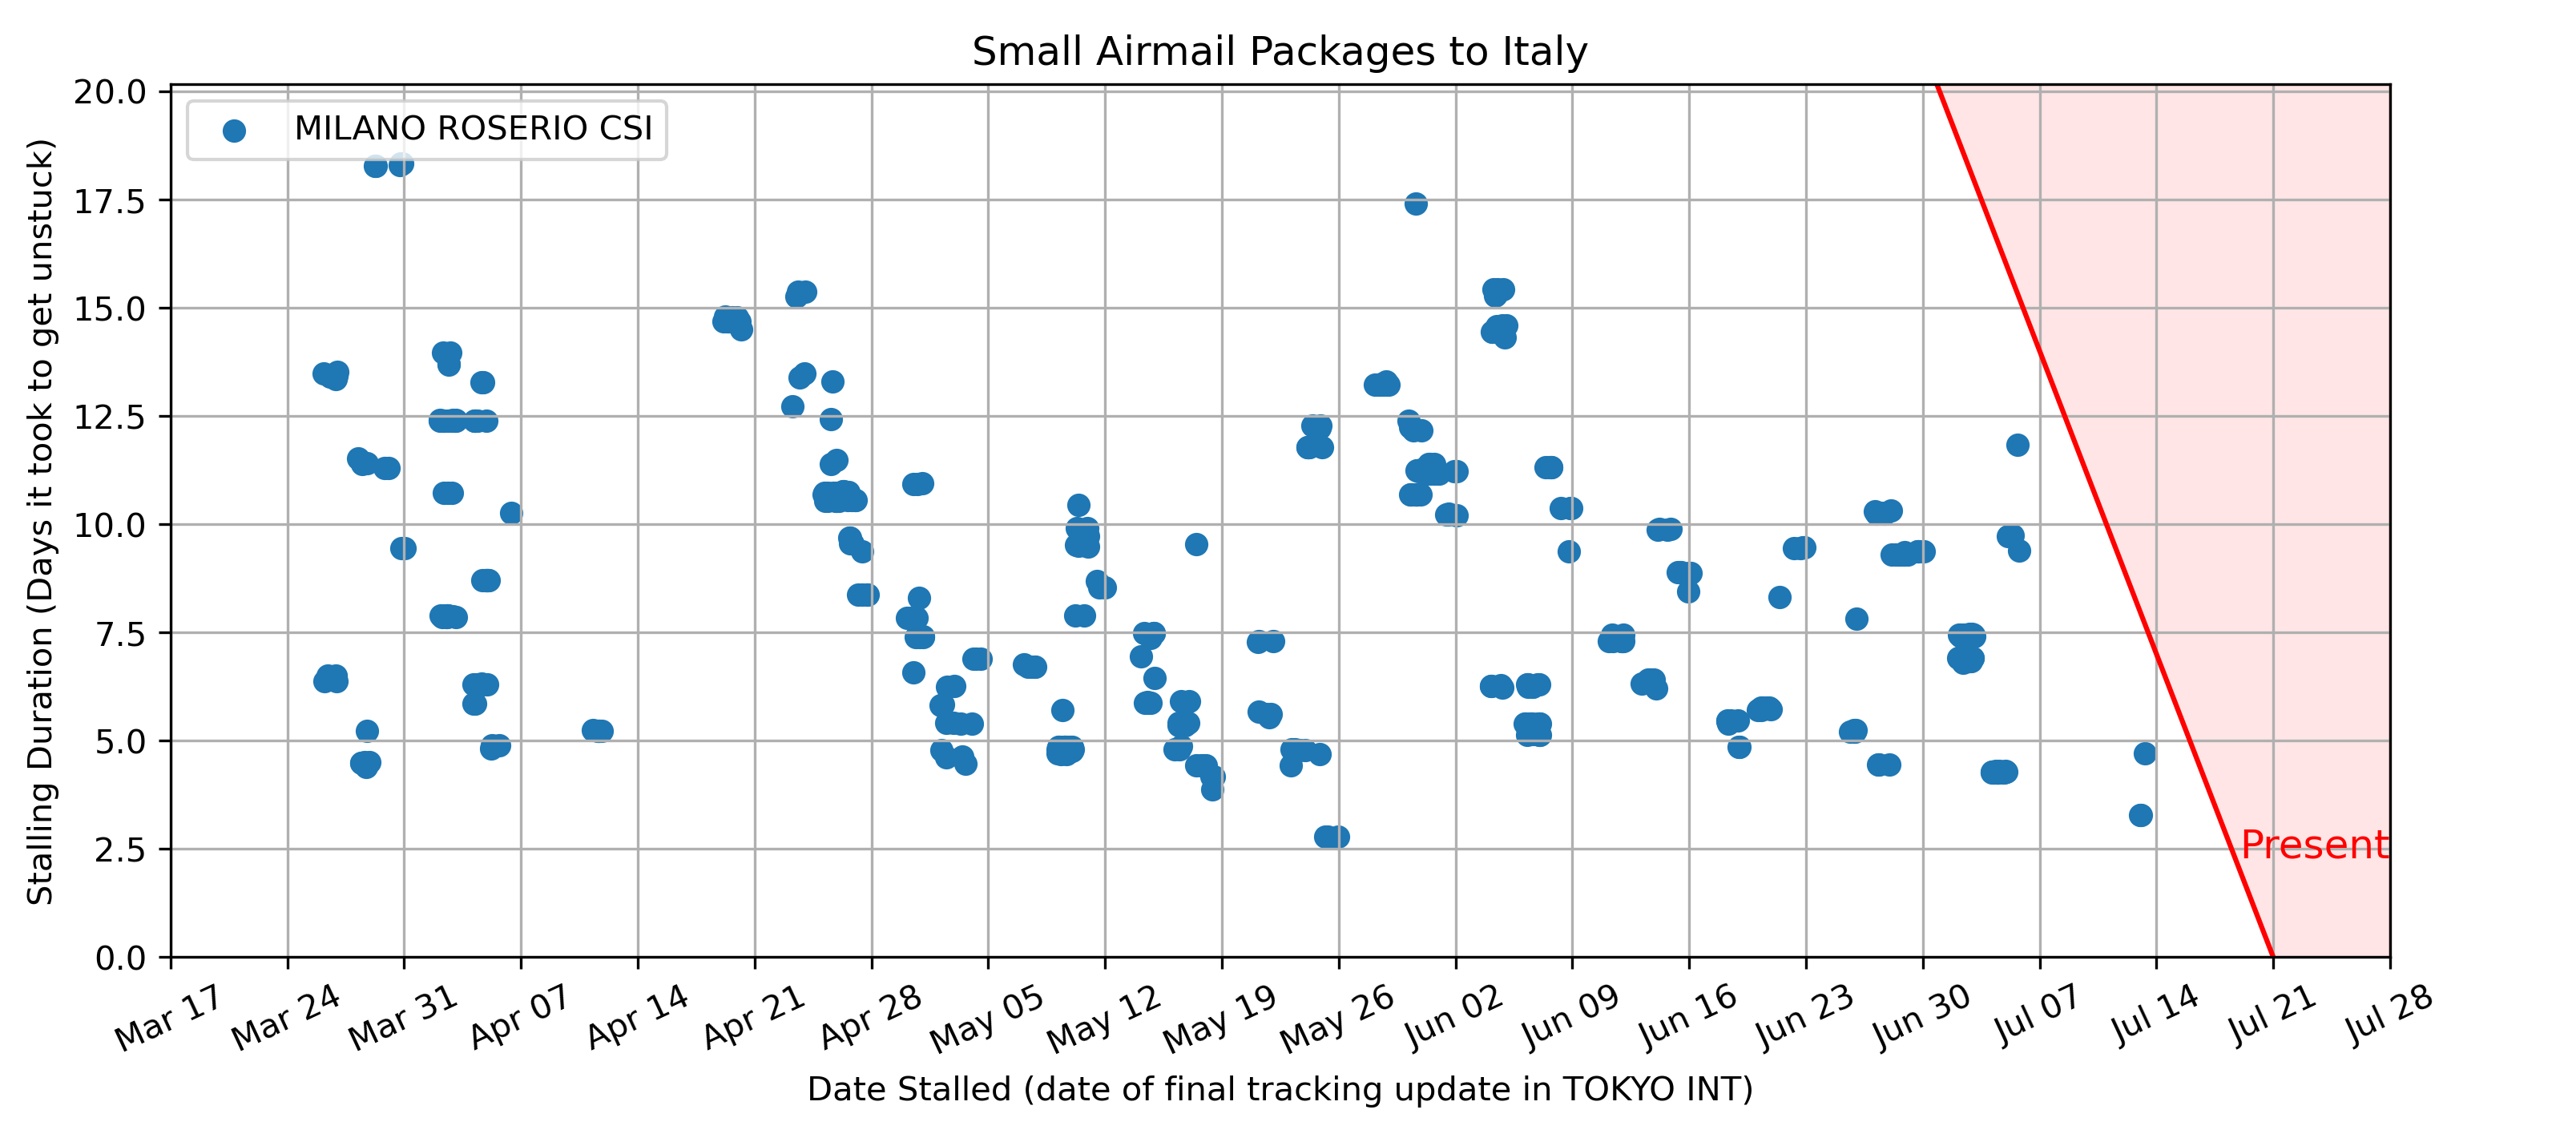 Small Airmail Packages to Italy
MILANO ROSERIO CSI
Stalling Duration (Days it took to get unstuck)
20.0
17.5
15.0
12.5
10.0
7.5
5.0
2.5
0.0
Present
Mar 17
Mar 24
Mar 31
Apr 07
Apr 14
Apr 21
Apr 28
May 05
May 12
May 19
May 26
Jun 02
Jun 09
Jun 16
Jun 23
Jun 30
Jul 07
Jul 14
Jul 21
Jul 28
Date Stalled (date of final tracking update in TOKYO INT)